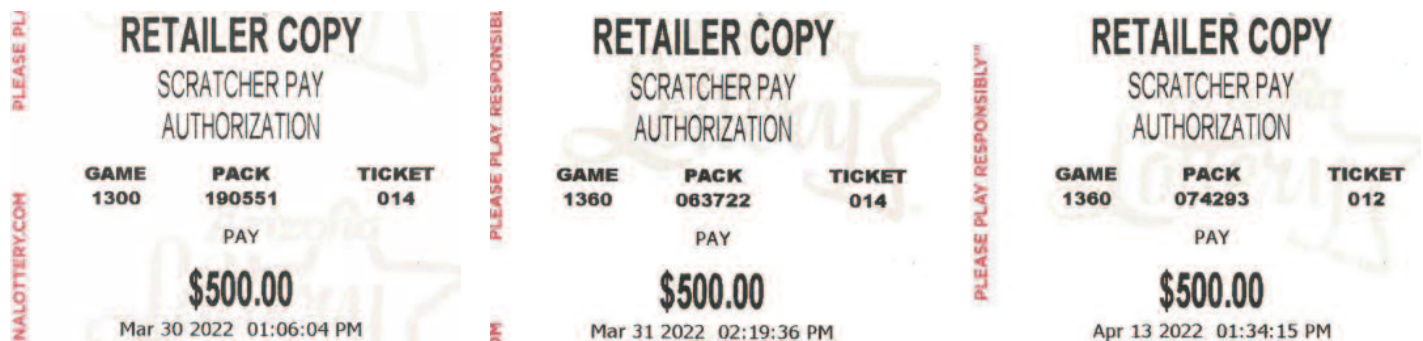 PLEASE PL
NALOTTERY.COM
RETAILER COPY
SCRATCHER PAY
AUTHORIZATION
GAME PACK TICKET
1300 190551 014
PAY
$500.00
Mar 30 2022 01:06:04 PM
PLEASE PLAY RESPONSIBL
OM
RETAILER COPY
SCRATCHER PAY
AUTHORIZATION
GAME PACK TICKET
1360 063722 014
PAY
$500.00
Mar 31 2022 02:19:36 PM
PLEASE PLAY RESPONSIBLY™
RETAILER COPY
SCRATCHER PAY
AUTHORIZATION
GAME PACK TICKET
1360 074293 012
PAY
$500.00
Apr 13 2022 01:34:15 PM